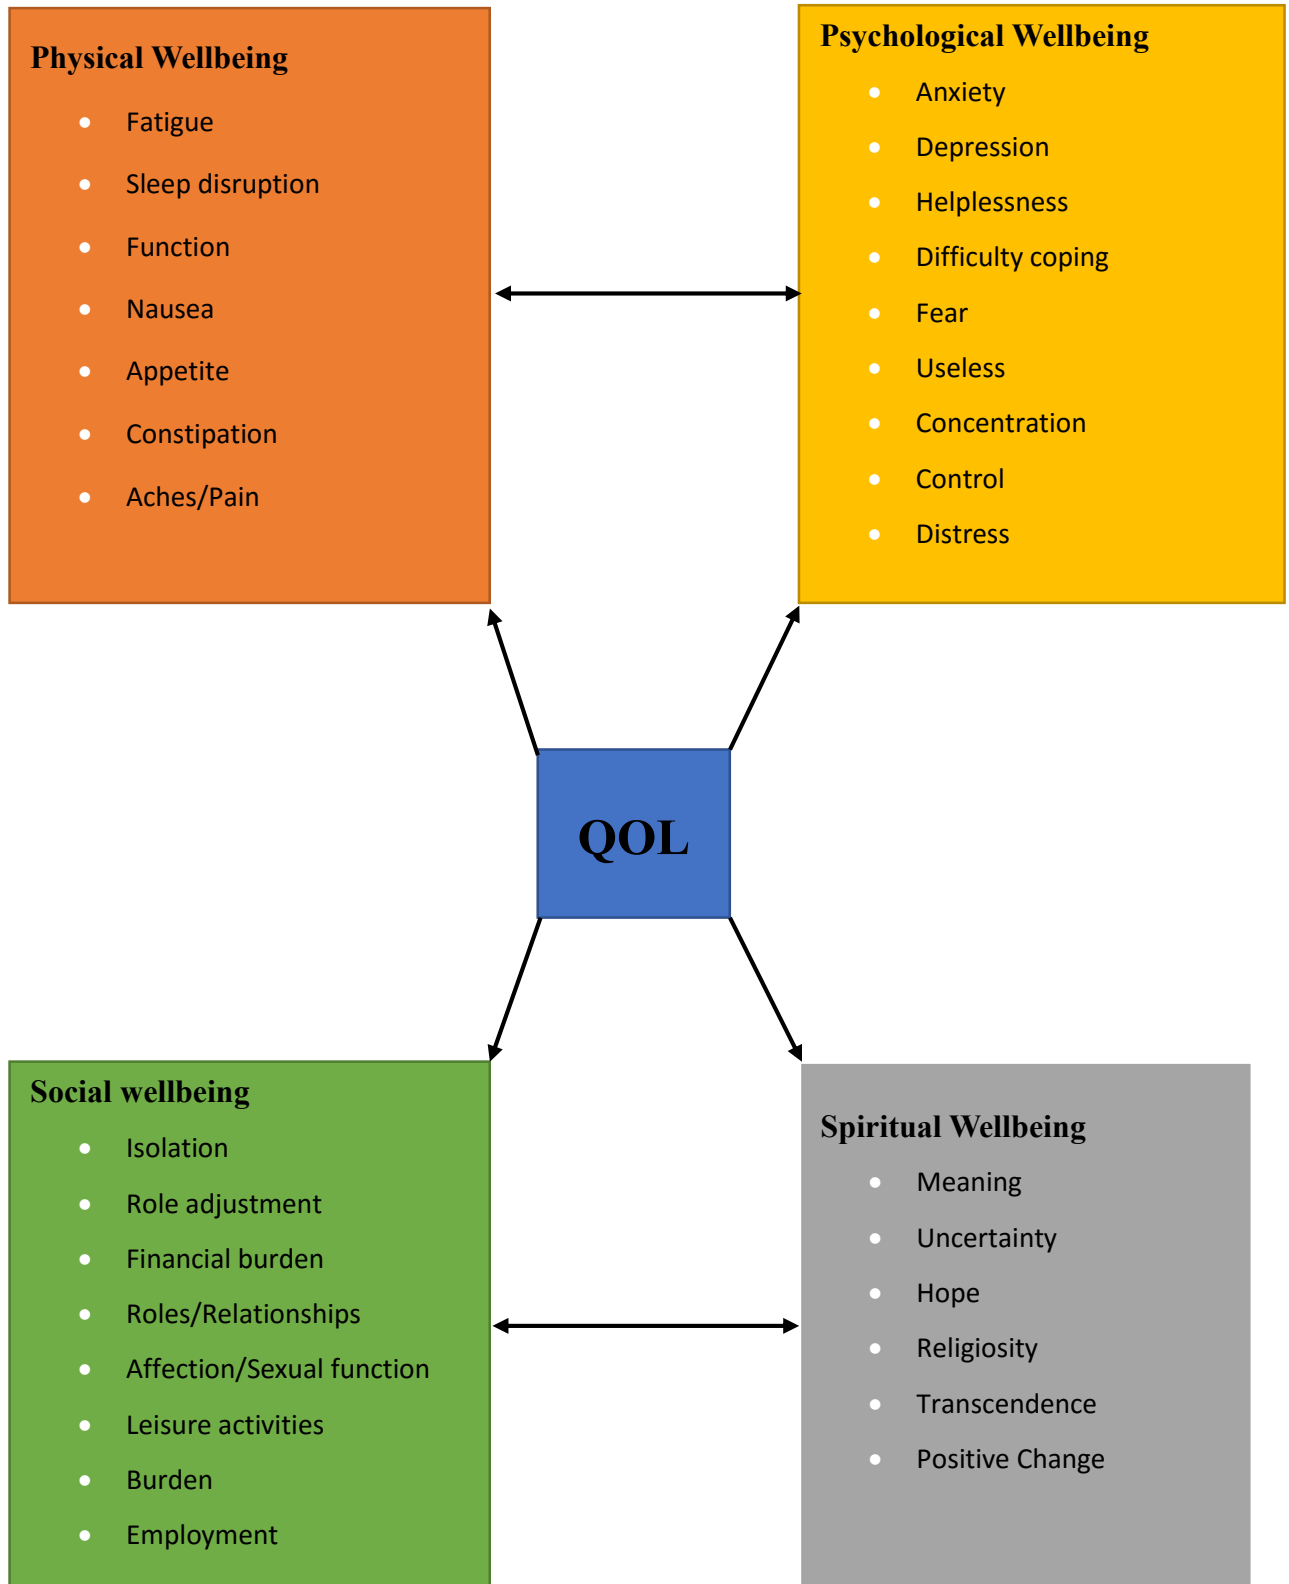 Physical Wellbeing
Fatigue
Sleep disruption
Function
Nausea
Appetite
Constipation
Aches/Pain
Psychological Wellbeing
Anxiety
Depression
Helplessness
Difficulty coping
Fear
Useless
Concentration
Control
Distress
QOL
Social wellbeing
Isolation
Role adjustment
Financial burden
Roles/Relationships
Affection/Sexual function
Leisure activities
Burden
Employment
Spiritual Wellbeing
Meaning
Uncertainty
Hope
Religiosity
Transcendence
Positive Change